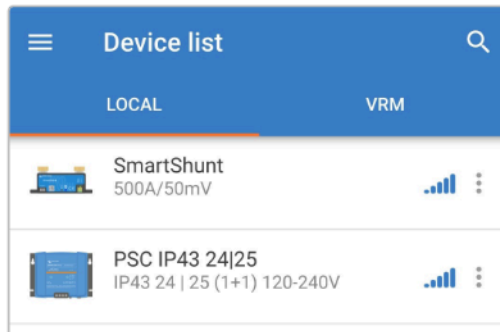 Device list
LOCAL
VRM
SmartShunt
500A/50mV
PSC IP43 24|25
IP43 24 | 25 (1+1) 120-240V